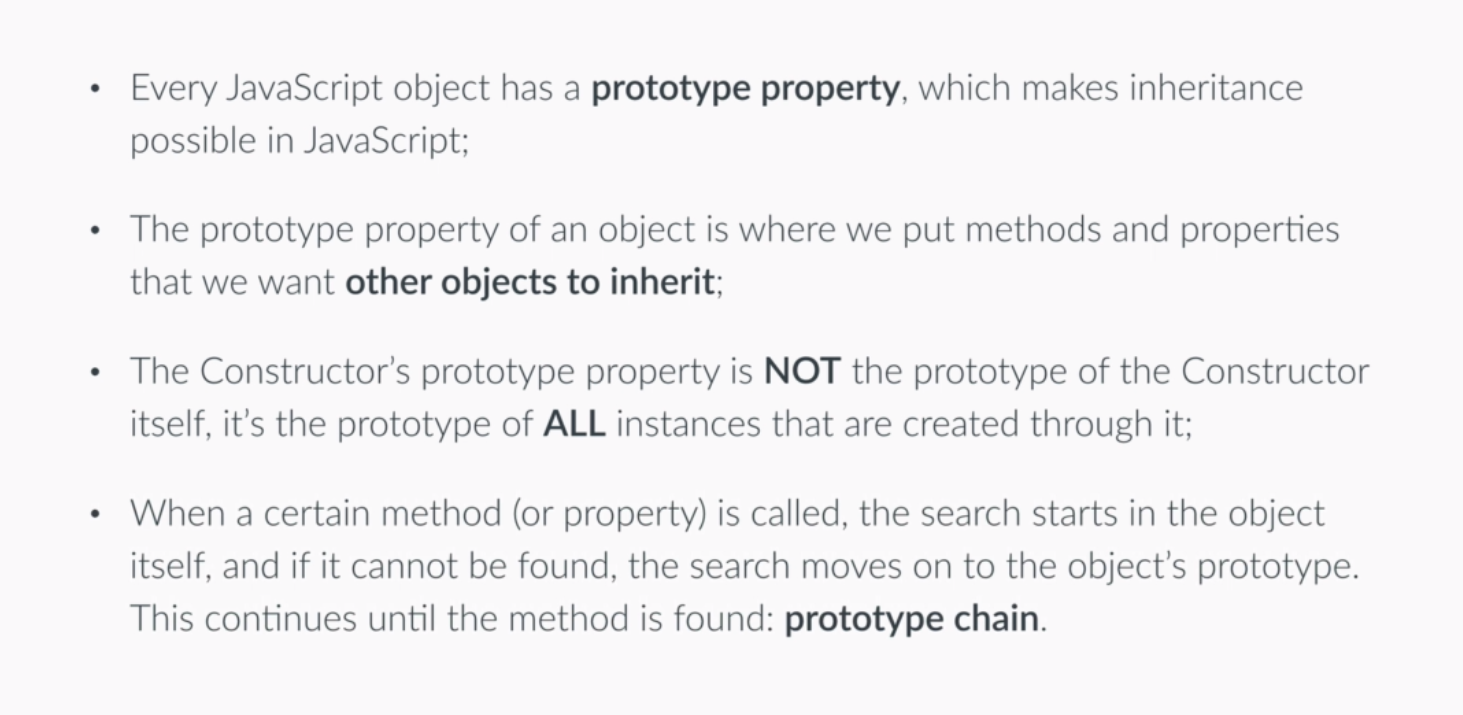 • Every JavaScript object has a prototype property, which makes inheritance
possible in JavaScript;
• The prototype property of an object is where we put methods and properties
that we want other objects to inherit;
• The Constructor’s prototype property is NOT the prototype of the Constructor
itself, it’s the prototype of ALL instances that are created through it;
• When a certain method (or property) is called, the search starts in the object
itself, and if it cannot be found, the search moves on to the object’s prototype.
This continues until the method is found: prototype chain.